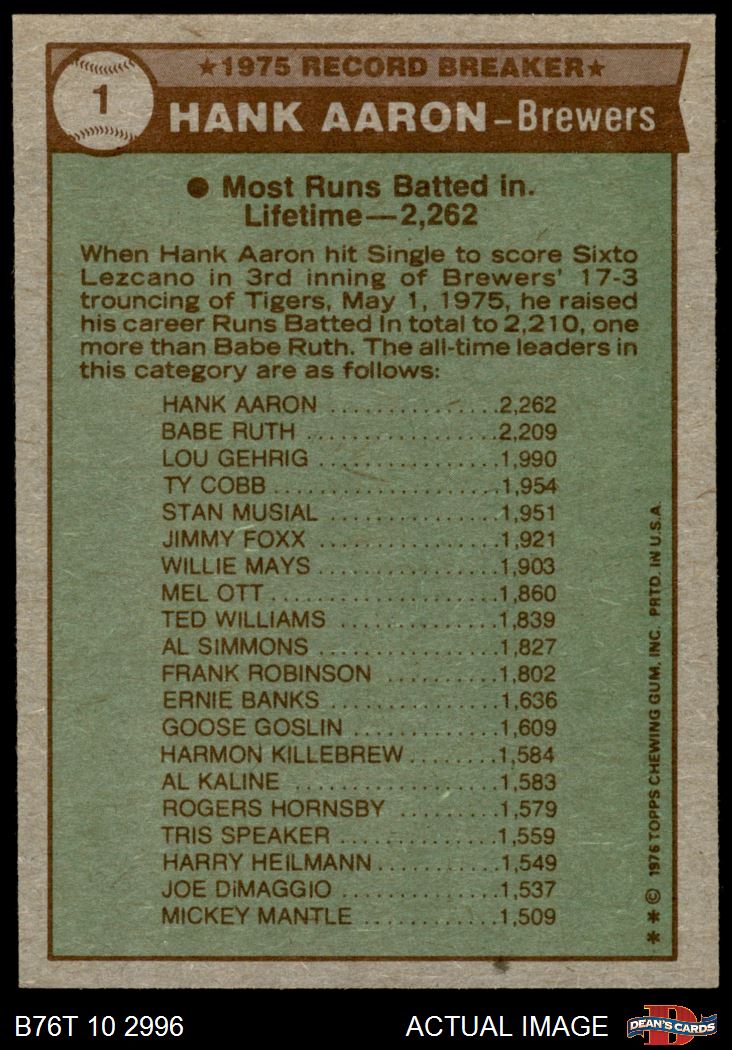 1
★1975 RECORD BREAKER★
HANK AARON–Brewers
● Most Runs Batted in.
Lifetime—2,262
When Hank Aaron hit Single to score Sixto
Lezcano in 3rd inning of Brewers' 17-3
trouncing of Tigers, May 1, 1975, he raised
his career Runs Batted In total to 2,210, one
more than Babe Ruth. The all-time leaders in
this category are as follows:
HANK AARON ...............2,262
BABE RUTH .................2,209
LOU GEHRIG ................1,990
TY COBB....................1,954
STAN MUSIAL ...............1,951
JIMMY FOXX ................1,921
WILLIE MAYS ................1,903
MEL OTT....................1,860
TED WILLIAMS ..............1,839
AL SIMMONS ................1,827
FRANK ROBINSON ...........1,802
ERNIE BANKS ...............1,636
GOOSE GOSLIN .............1,609
HARMON KILLEBREW........1,584
AL KALINE ..................1,583
ROGERS HORNSBY .........1,579
TRIS SPEAKER ..............1,559
HARRY HEILMANN...........1,549
JOE DiMAGGIO .............1,537
MICKEY MANTLE ............1,509
* * © 1976 TOPPS CHEWING GUM, INC. PRTD. IN U.S.A.
B76T 10 2996
ACTUAL IMAGE
D
DEAN'S CARDS